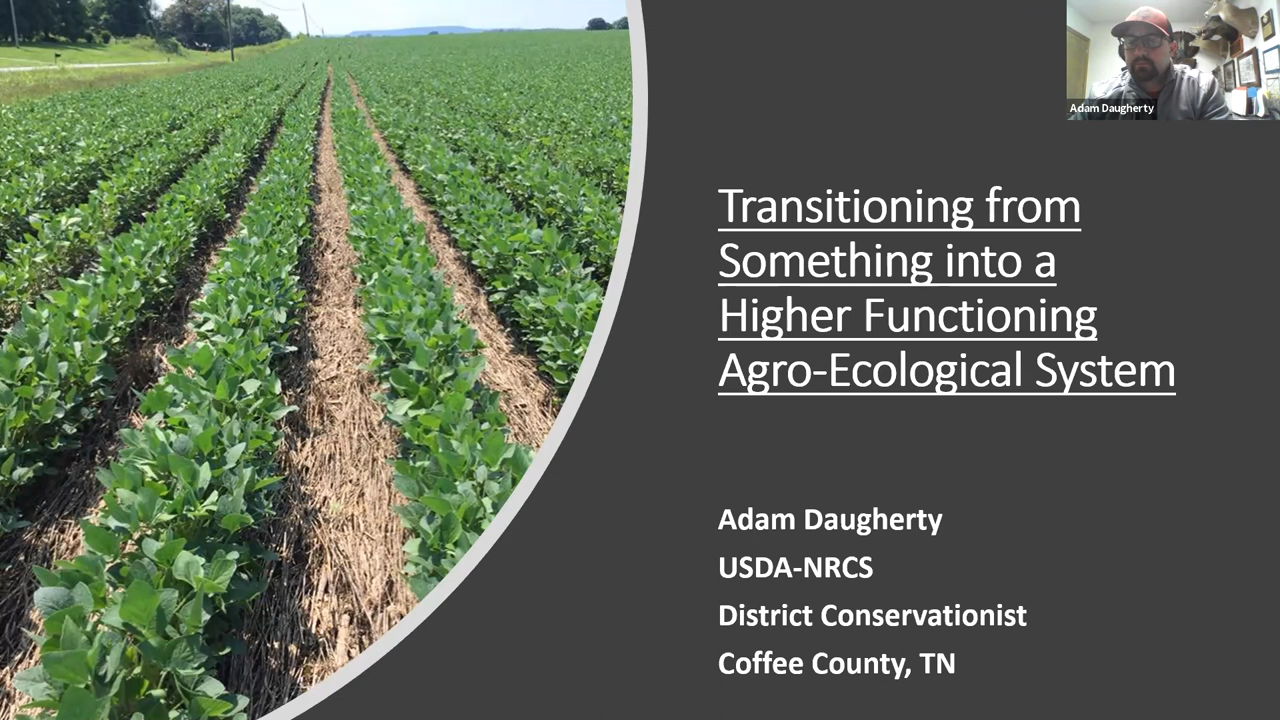 Adam Daugherty
Transitioning from
Something into a
Higher Functioning
Agro-Ecological System
Adam Daugherty
USDA-NRCS
District Conservationist
Coffee County, TN